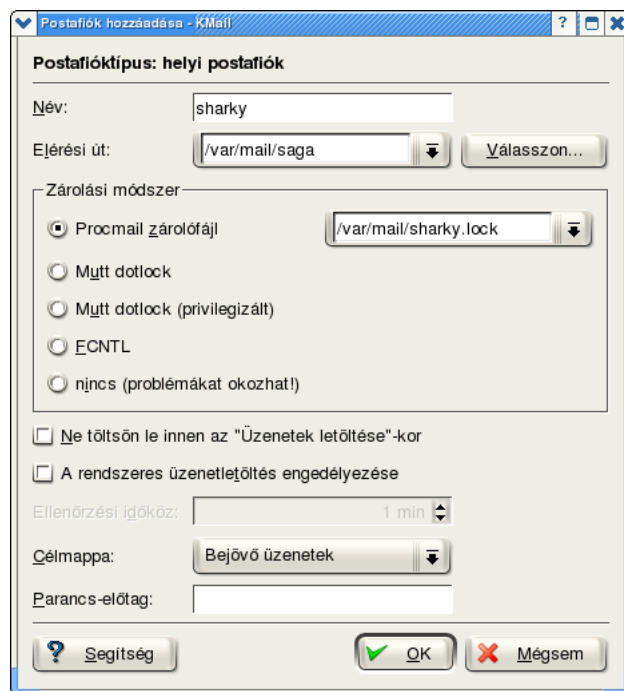 Postafiók hozzáadása - KMail
Postafióktípus: helyi postafiók
Név: sharky
Elérési út: /var/mail/saga Válasszon...
Zárolási módszer
Procmail zárolófájl /var/mail/sharky.lock
Mutt dotlock
Mutt dotlock (privilegizált)
FCNTL
nincs (problémákat okozhat!)
Ne töltsön le innen az "Üzenetek letöltése"-kor
A rendszeres üzenetletöltés engedélyezése
Ellenőrzési időköz: 1 min
Célmappa: Bejövő üzenetek
Parancs-előtag:
Segítség OK Mégsem